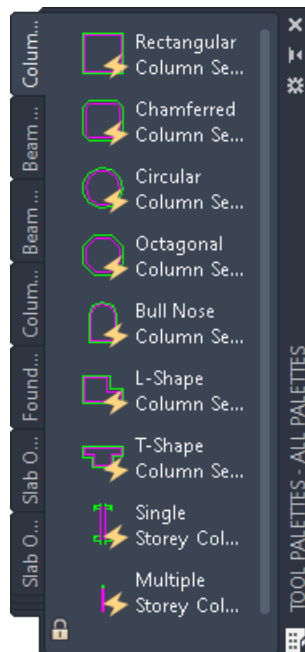 Colum...
Beam ...
Beam ...
Colum...
Found...
Slab O...
Slab O...
Rectangular
Column Se...
Chamferred
Column Se...
Circular
Column Se...
Octagonal
Column Se...
Bull Nose
Column Se...
L-Shape
Column Se...
T-Shape
Column Se...
Single
Storey Col...
Multiple
Storey Col...
TOOL PALETTES - ALL PALETTES